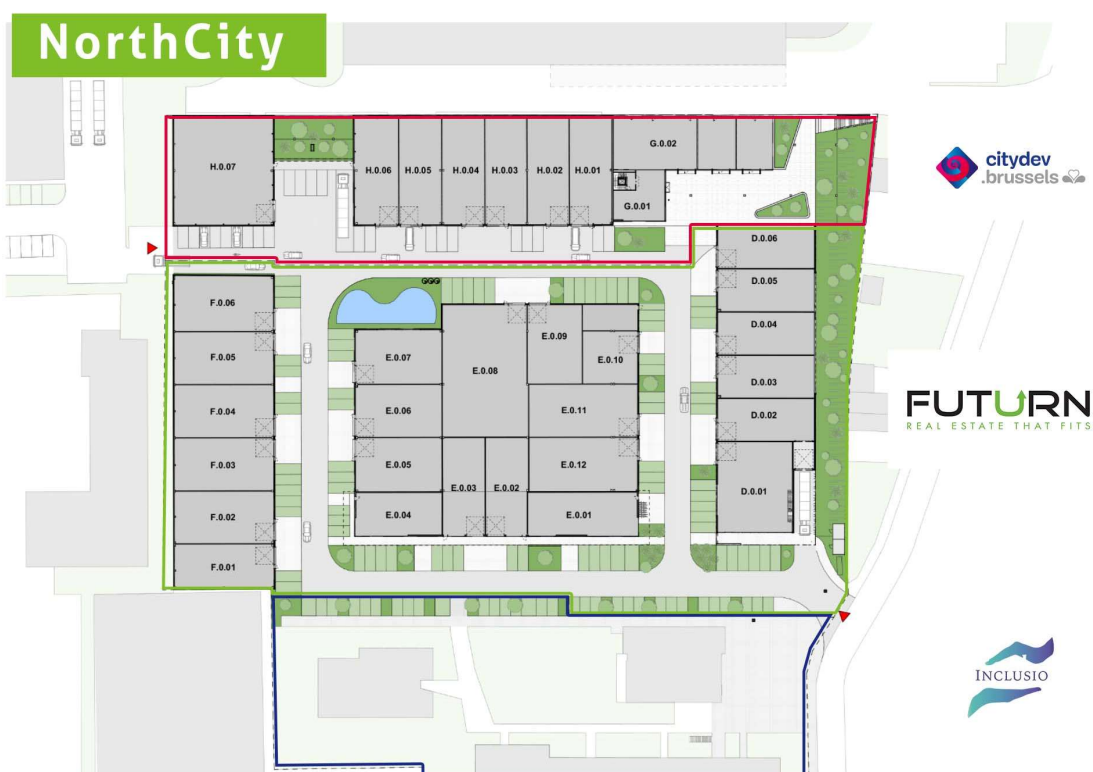 NorthCity
H.0.07
H.0.06
H.0.05
H.0.04
H.0.03
H.0.02
H.0.01
G.0.02
G.0.01
citydev
.brussels
D.0.06
D.0.05
D.0.04
D.0.03
D.0.02
D.0.01
F.0.06
F.0.05
F.0.04
F.0.03
F.0.02
F.0.01
E.0.07
E.0.06
E.0.05
E.0.04
E.0.08
E.0.09
E.0.10
E.0.11
E.0.12
E.0.03
E.0.02
E.0.01
FUTURN
REAL ESTATE THAT FITS
INCLUSIO